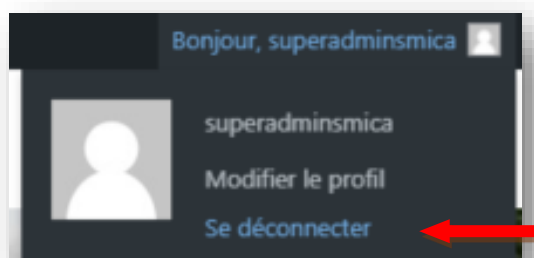 Bonjour, superadminsmica
superadminsmica
Modifier le profil
Se déconnecter